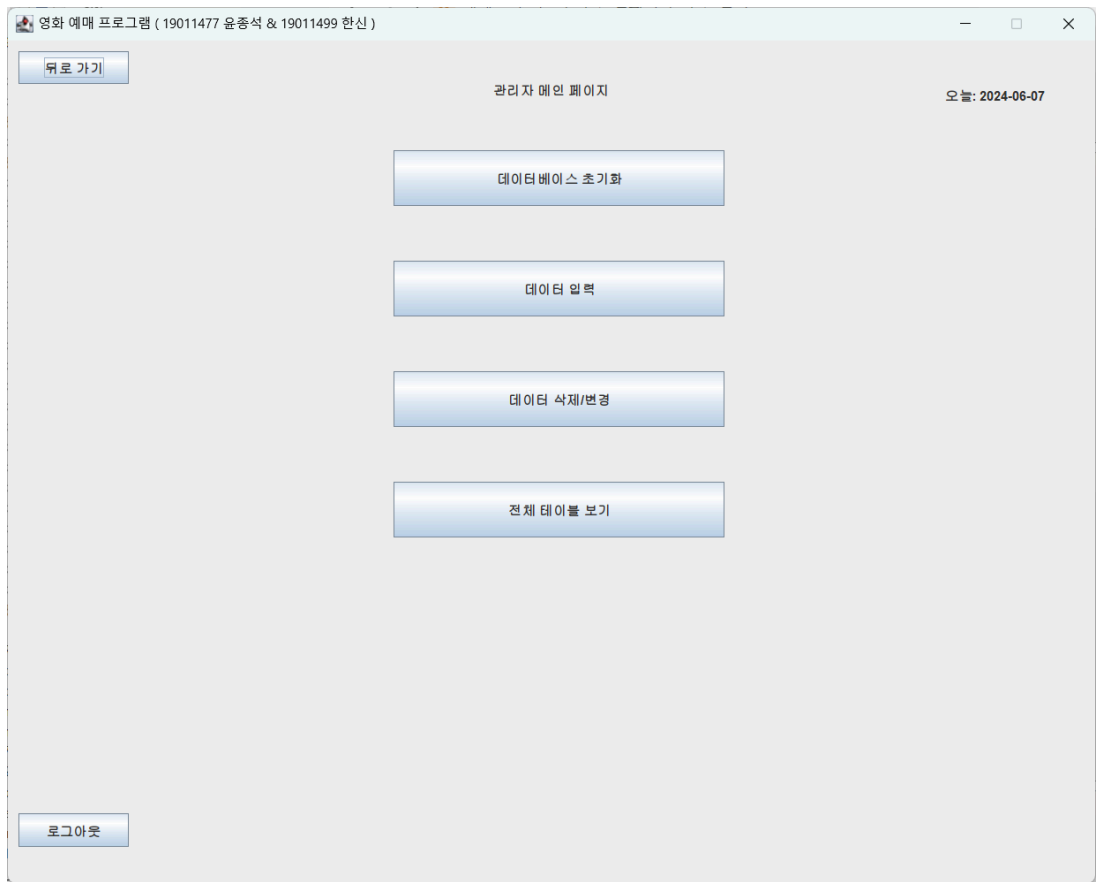 영화 예매 프로그램 ( 19011477 윤종석 & 19011499 한신 )
뒤로 가기
관리자 메인 페이지
오늘: 2024-06-07
데이터베이스 초기화
데이터 입력
데이터 삭제/변경
전체 테이블 보기
로그아웃